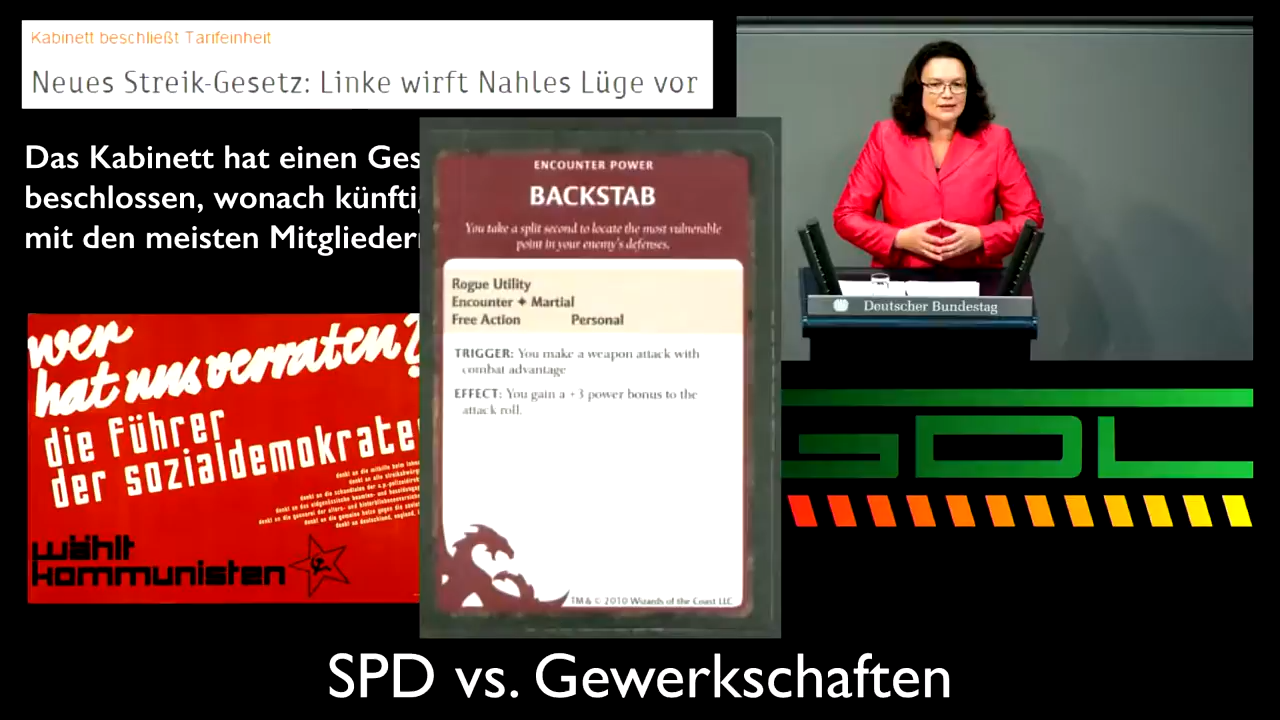 Kabinett beschließt Tarifeinheit
Neues Streik-Gesetz: Linke wirft Nahles Lüge vor
Das Kabinett hat einen Ges
beschlossen, wonach künftig
mit den meisten Mitglieder
ENCOUNTER POWER
BACKSTAB
You take a split second to locate the most vulnerable
point in your enemy's defenses.
Rogue Utility
Encounter ✦ Martial
Free Action Personal
TRIGGER: You make a weapon attack with
combat advantage
EFFECT: You gain a +3 power bonus to the
attack roll.
TM & © 2010 Wizards of the Coast LLC
Deutscher Bundestag
wer
hat uns verraten?
die führer
der sozialdemokrate
wählt
kommunisten
GDL
SPD vs. Gewerkschaften